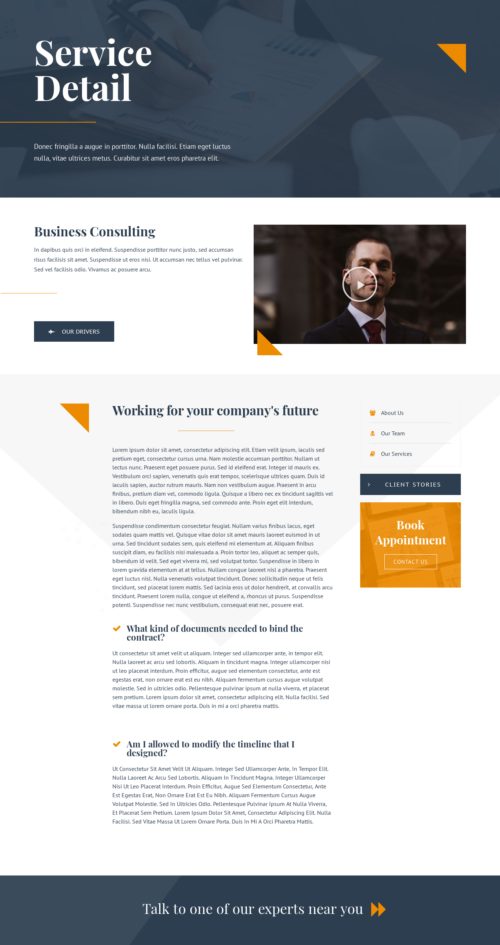 Service
Detail
Donec fringilla a augue in porttitor. Nulla facilisi. Etiam eget luctus
nulla, vitae ultrices metus. Curabitur sit amet eros pharetra elit.
Business Consulting
In dapibus quis orci in eleifend. Suspendisse porttitor nunc justo, sed accumsan
risus facilisis sit amet. Suspendisse ut eros nisl. Ut accumsan nec tellus vel pulvinar.
Sed vel facilisis odio. Vivamus ac posuere arcu.
OUR DRIVERS
Working for your company's future
Lorem ipsum dolor sit amet, consectetur adipiscing elit. Etiam velit ipsum, iaculis sed
pretium eget, consectetur cursus urna. Nam molestie accumsan porttitor. Nullam ut
lectus nunc. Praesent eget posuere purus. Sed id eleifend erat. Integer id mauris ex.
Vestibulum orci sapien, venenatis quis erat tempor, scelerisque ultrices quam. Duis id
iaculis sapien, auctor rutrum mauris. Nam non vestibulum augue. Praesent in arcu
finibus, pretium diam vel, commodo ligula. Quisque a libero nec ex tincidunt sagittis vel
in libero. Duis eget fringilla magna, sed commodo ante. Proin eget elit interdum,
bibendum nibh eu, iaculis ligula.
Suspendisse condimentum consectetur feugiat. Nullam varius finibus lacus, eget
sodales quam mattis vel. Quisque vitae dolor sit amet mauris laoreet euismod in ut
urna. Sed tincidunt sodales sem, quis eleifend mi elementum at. Aliquam finibus
suscipit diam, eu facilisis nisi malesuada a. Proin tortor leo, aliquet ac semper quis,
bibendum id velit. Sed eget viverra mi, sed volutpat tortor. Suspendisse in libero in
lorem gravida elementum at at tellus. Nullam congue laoreet nisl a pharetra. Praesent
eget luctus nisl. Nulla venenatis volutpat tincidunt. Donec sollicitudin neque ut felis
tincidunt, sed placerat lorem mattis. Sed lacinia eros ut dolor hendrerit, at convallis arcu
tincidunt. Praesent lorem nulla, congue ut eleifend a, rhoncus ut purus. Suspendisse
potenti. Suspendisse nec nunc vestibulum, consequat erat nec, posuere erat.
What kind of documents needed to bind the
contract?
Ut consectetur sit amet velit ut aliquam. Integer sed ullamcorper ante, in tempor elit.
Nulla laoreet ac arcu sed lobortis. Aliquam in tincidunt magna. Integer ullamcorper nisi
ut leo placerat interdum. Proin efficitur, augue sed elementum consectetur, ante est
egestas erat, non ornare erat est eu nibh. Aliquam fermentum cursus augue volutpat
molestie. Sed in ultricies odio. Pellentesque pulvinar ipsum at nulla viverra, et placerat
sem pretium. Lorem ipsum dolor sit amet, consectetur adipiscing elit. Nulla facilisi. Sed
vitae massa ut lorem ornare porta. Duis in mi a orci pharetra mattis.
Am I allowed to modify the timeline that I
designed?
Ut Consectetur Sit Amet Velit Ut Aliquam. Integer Sed Ullamcorper Ante, In Tempor Elit.
Nulla Laoreet Ac Arcu Sed Lobortis. Aliquam In Tincidunt Magna. Integer Ullamcorper
Nisi Ut Leo Placerat Interdum. Proin Efficitur, Augue Sed Elementum Consectetur, Ante
Est Egestas Erat, Non Ornare Erat Est Eu Nibh. Aliquam Fermentum Cursus Augue
Volutpat Molestie. Sed In Ultricies Odio. Pellentesque Pulvinar Ipsum At Nulla Viverra,
Et Placerat Sem Pretium. Lorem Ipsum Dolor Sit Amet, Consectetur Adipiscing Elit. Nulla
Facilisi. Sed Vitae Massa Ut Lorem Ornare Porta. Duis In Mi A Orci Pharetra Mattis.
About Us
Our Team
Our Services
CLIENT STORIES
Book
Appointment
CONTACT US
Talk to one of our experts near you